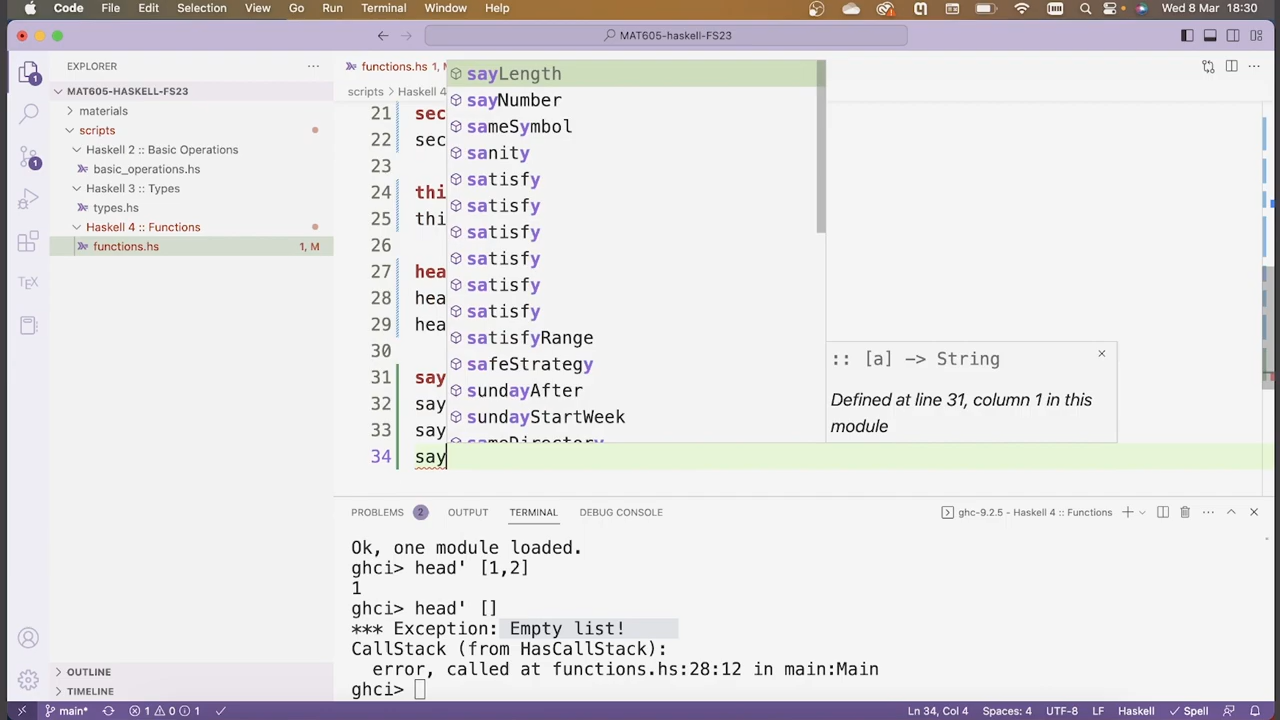 Code File Edit Selection View Go Run Terminal Window Help Wed 8 Mar 18:30
MAT605-haskell-FS23
EXPLORER
functions.hs 1, M
MAT605-HASKELL-FS23
scripts > Haskell 4
materials
scripts
Haskell 2 :: Basic Operations
basic_operations.hs
Haskell 3 :: Types
types.hs
Haskell 4 :: Functions
functions.hs 1, M
21 sec
22 sec
23
24 thi
25 thi
26
27 hea
28 hea
29 hea
30
31 say
32 say
33 say
34 say
sayLength
sayNumber
sameSymbol
sanity
satisfy
satisfy
satisfy
satisfy
satisfy
satisfy
satisfyRange
safeStrategy
sundayAfter
sundayStartWeek
sameDirectory
:: [a] -> String
Defined at line 31, column 1 in this
module
PROBLEMS 2 OUTPUT TERMINAL DEBUG CONSOLE ghc-9.2.5 - Haskell 4 :: Functions
Ok, one module loaded.
ghci> head' [1,2]
1
ghci> head' []
*** Exception: Empty list!
CallStack (from HasCallStack):
error, called at functions.hs:28:12 in main:Main
ghci>
OUTLINE
TIMELINE
main* 1 0 1 Ln 34, Col 4 Spaces: 4 UTF-8 LF Haskell Spell